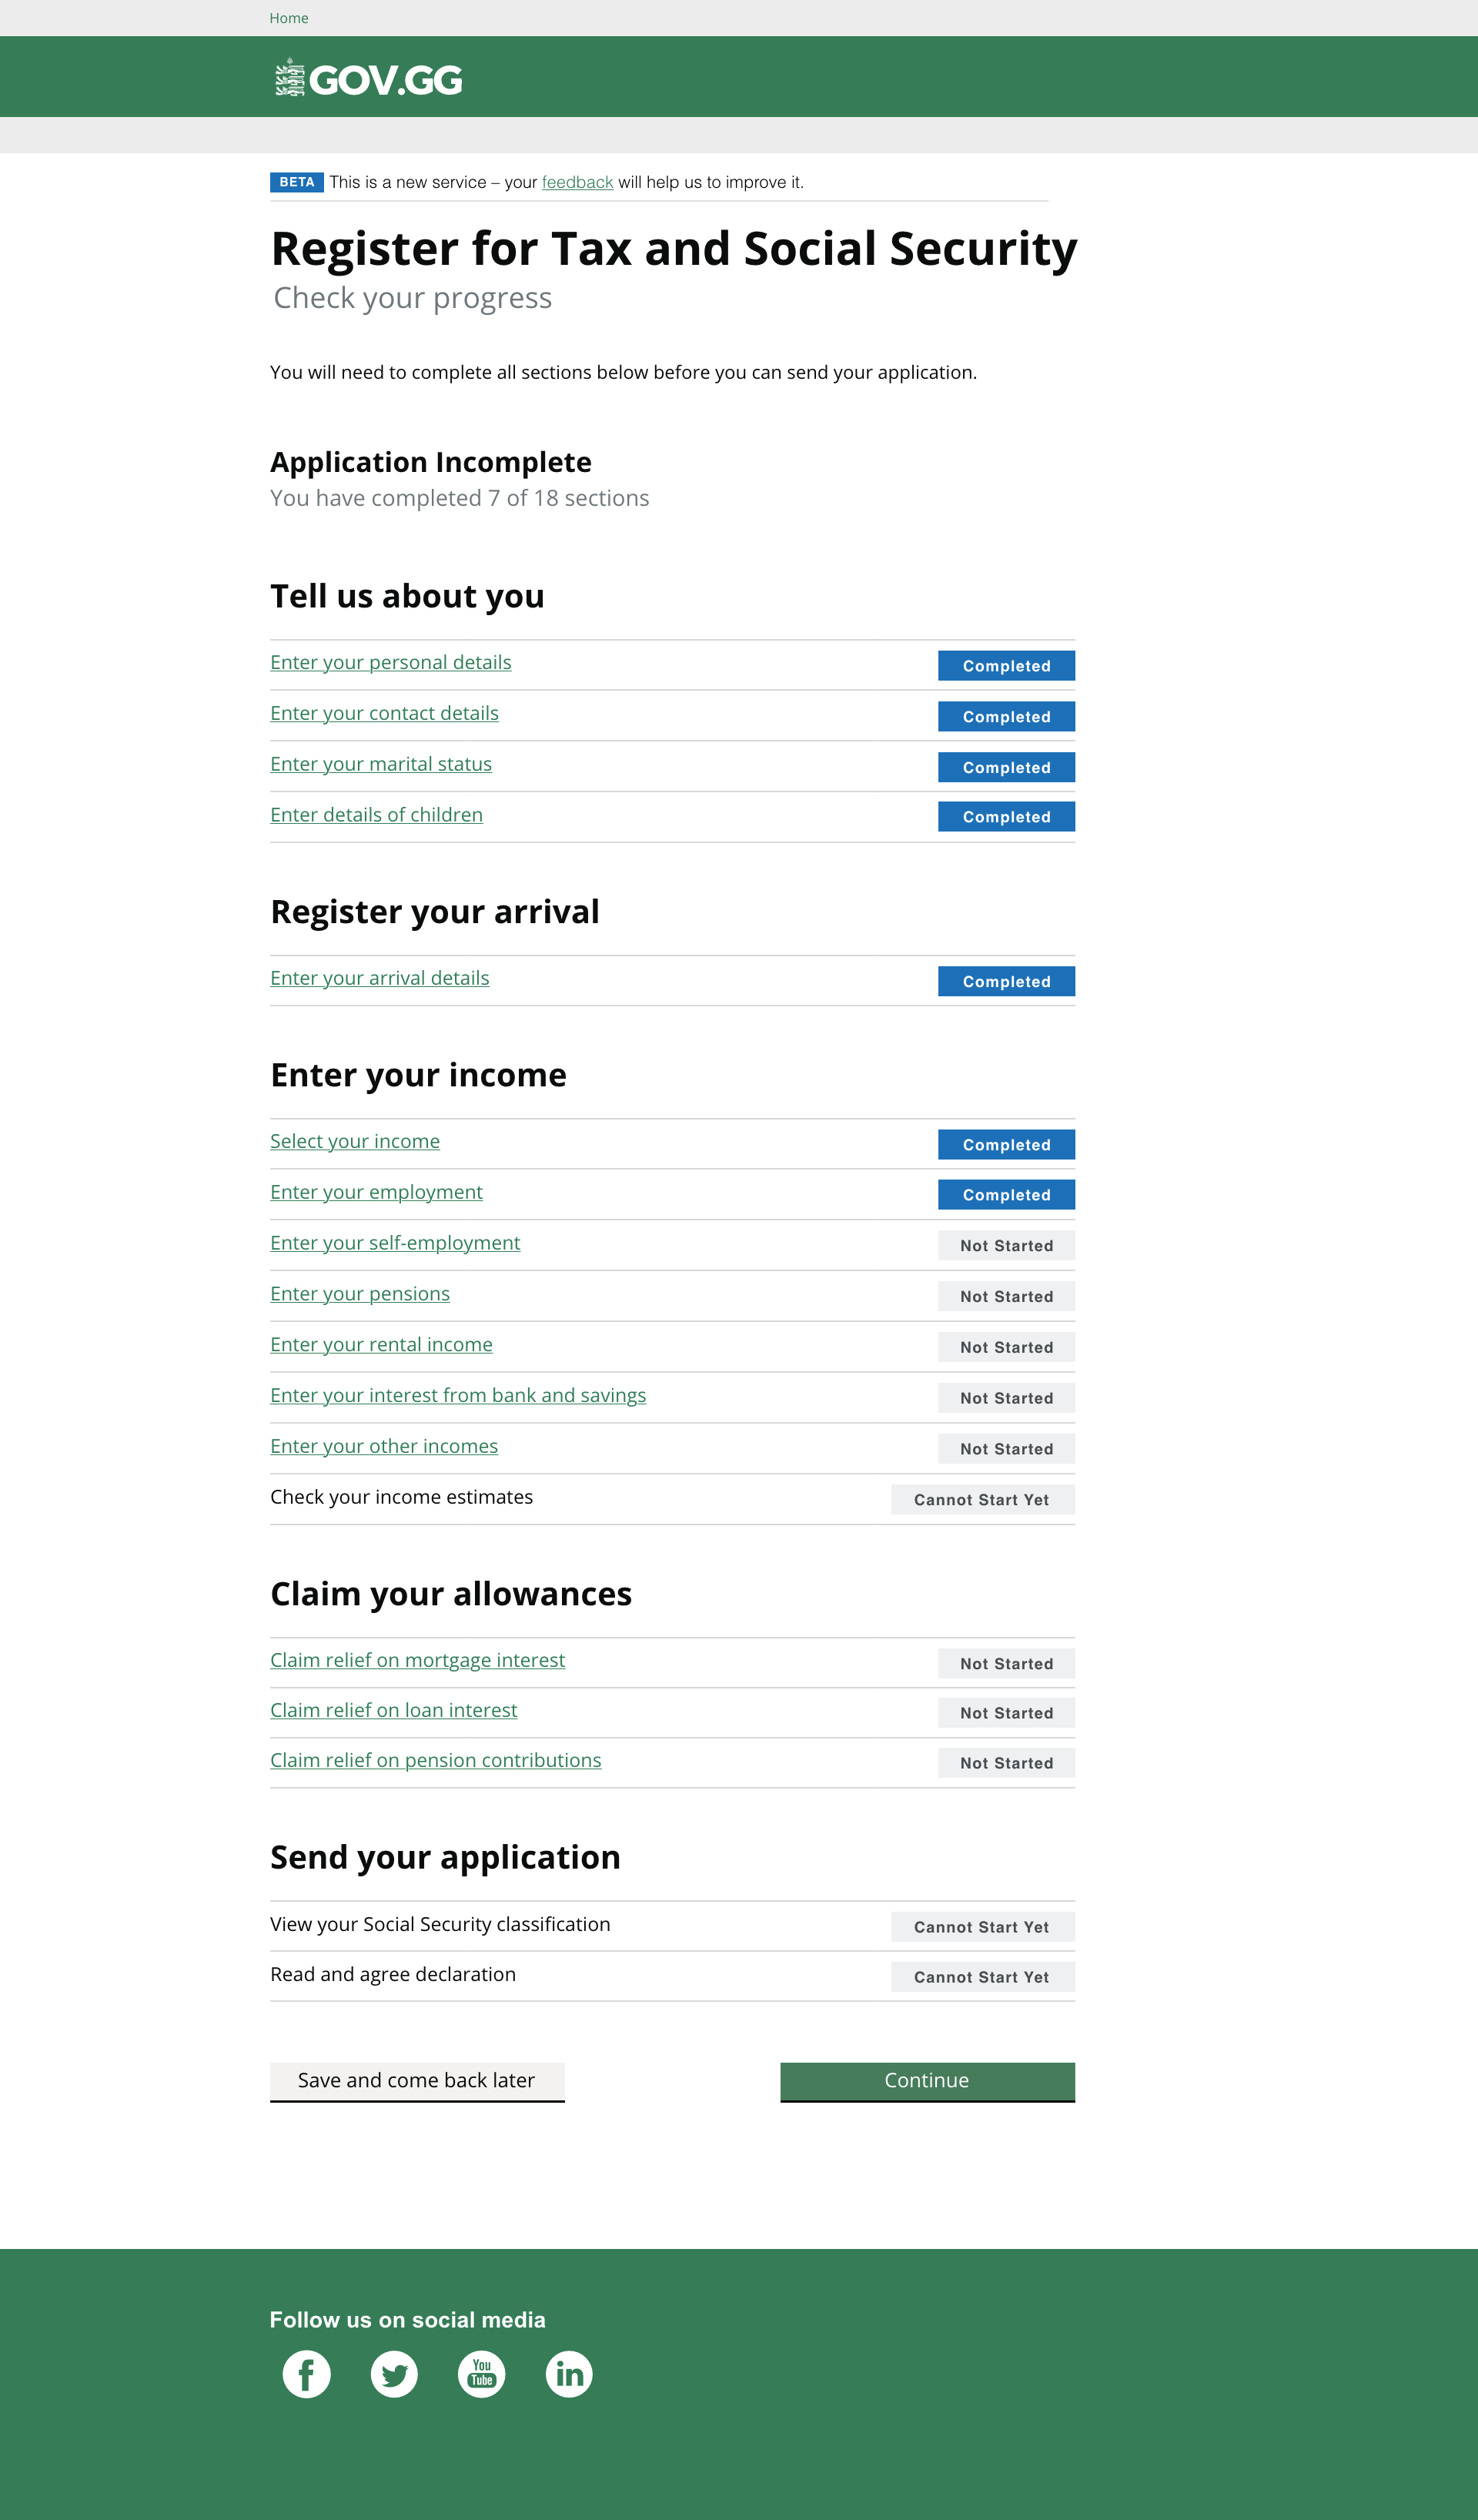 Home
GOV.GG
BETA This is a new service – your feedback will help us to improve it.
Register for Tax and Social Security
Check your progress
You will need to complete all sections below before you can send your application.
Application Incomplete
You have completed 7 of 18 sections
Tell us about you
Enter your personal details Completed
Enter your contact details Completed
Enter your marital status Completed
Enter details of children Completed
Register your arrival
Enter your arrival details Completed
Enter your income
Select your income Completed
Enter your employment Completed
Enter your self-employment Not Started
Enter your pensions Not Started
Enter your rental income Not Started
Enter your interest from bank and savings Not Started
Enter your other incomes Not Started
Check your income estimates Cannot Start Yet
Claim your allowances
Claim relief on mortgage interest Not Started
Claim relief on loan interest Not Started
Claim relief on pension contributions Not Started
Send your application
View your Social Security classification Cannot Start Yet
Read and agree declaration Cannot Start Yet
Save and come back later Continue
Follow us on social media
f You Tube in